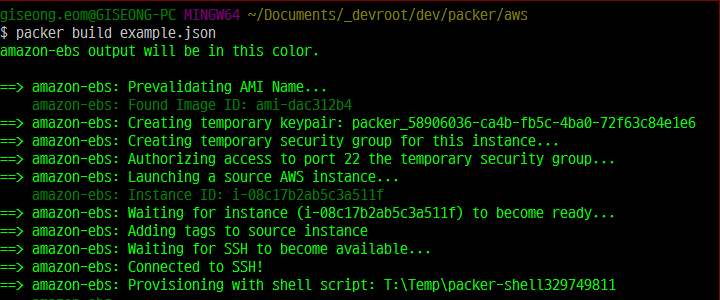 giseong.eom@GISEONG-PC MINGW64 ~/Documents/_devroot/dev/packer/aws
$ packer build example.json
amazon-ebs output will be in this color.

==> amazon-ebs: Prevalidating AMI Name...
    amazon-ebs: Found Image ID: ami-dac312b4
==> amazon-ebs: Creating temporary keypair: packer_58906036-ca4b-fb5c-4ba0-72f63c84e1e6
==> amazon-ebs: Creating temporary security group for this instance...
==> amazon-ebs: Authorizing access to port 22 the temporary security group...
==> amazon-ebs: Launching a source AWS instance...
    amazon-ebs: Instance ID: i-08c17b2ab5c3a511f
==> amazon-ebs: Waiting for instance (i-08c17b2ab5c3a511f) to become ready...
==> amazon-ebs: Adding tags to source instance
==> amazon-ebs: Waiting for SSH to become available...
==> amazon-ebs: Connected to SSH!
==> amazon-ebs: Provisioning with shell script: T:\Temp\packer-shell329749811